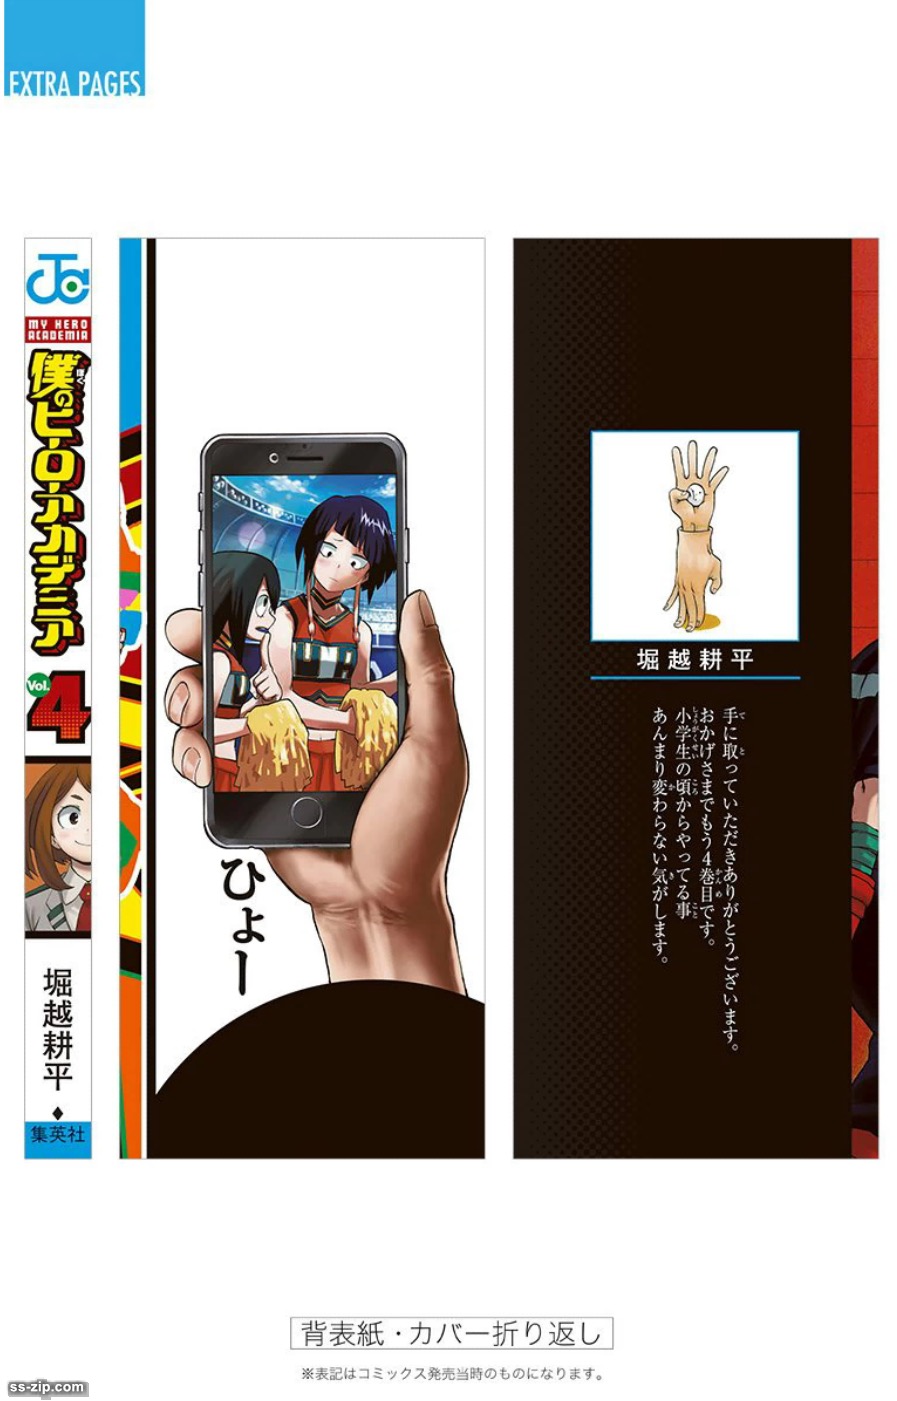 EXTRA PAGES
JC
MY HERO
ACADEMIA
僕のヒーローアカデミア
ぼく
Vol.4
堀越耕平
集英社
ひょー
堀越耕平
手に取っていただきありがとうございます。
おかげさまでもう4巻目です。
小学生の頃からやってる事
あんまり変わらない気がします。
背表紙・カバー折り返し
※表記はコミックス発売当時のものになります。
ss-zip.com